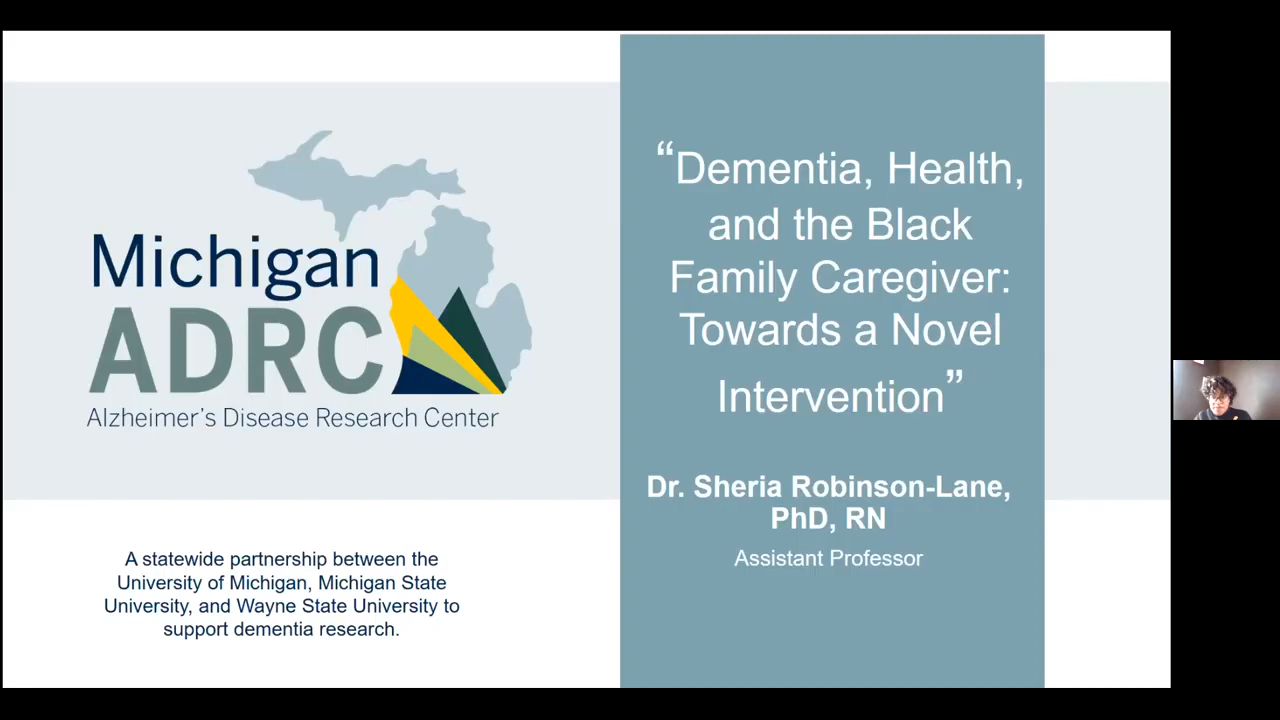 Michigan
ADRC
Alzheimer's Disease Research Center
A statewide partnership between the
University of Michigan, Michigan State
University, and Wayne State University to
support dementia research.
“Dementia, Health,
and the Black
Family Caregiver:
Towards a Novel
Intervention”
Dr. Sheria Robinson-Lane,
PhD, RN
Assistant Professor